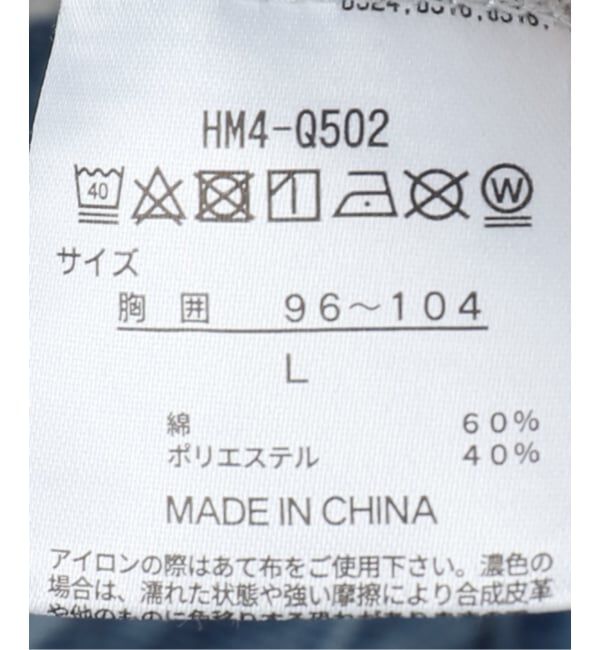 HM4-Q502
40
W
サイズ
胸 囲 96～104
L
綿 60%
ポリエステル 40%
MADE IN CHINA
アイロンの際はあて布をご使用下さい。濃色の
場合は、濡れた状態や強い摩擦により合成皮革